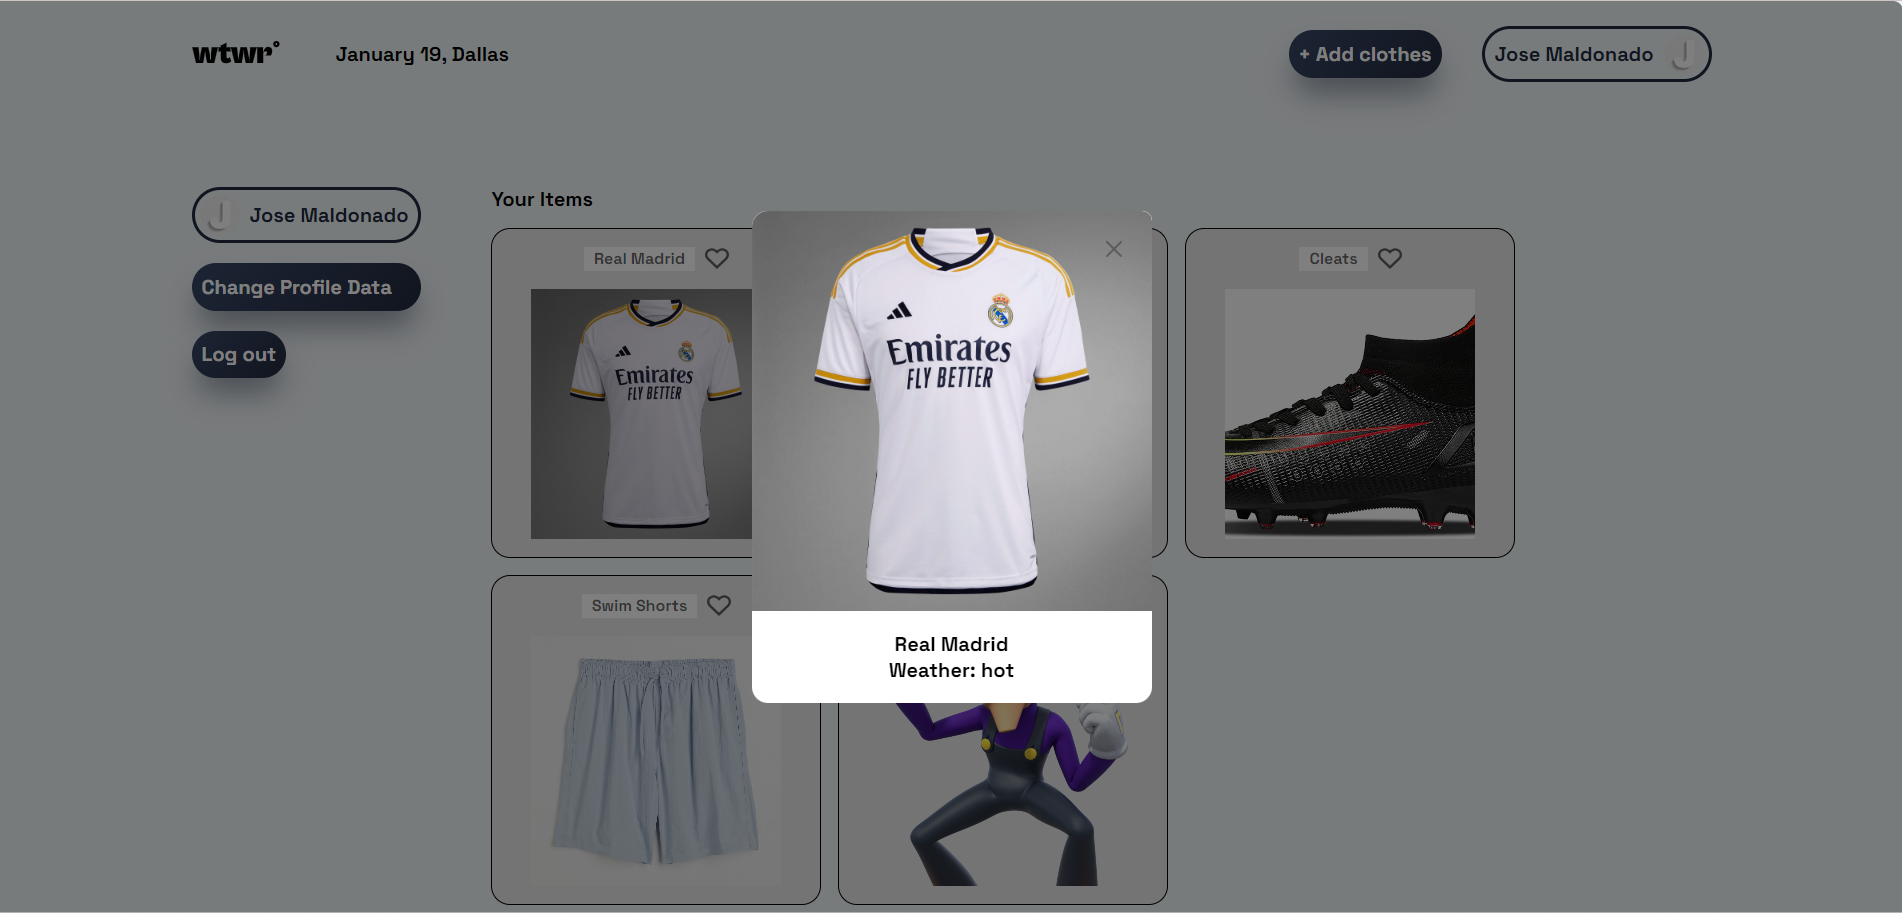 wtwr°
January 19, Dallas
+ Add clothes
Jose Maldonado
J
J
Jose Maldonado
Change Profile Data
Log out
Your Items
Real Madrid
Cleats
Emirates
FLY BETTER
Emirates
FLY BETTER
Real Madrid
Weather: hot
Swim Shorts